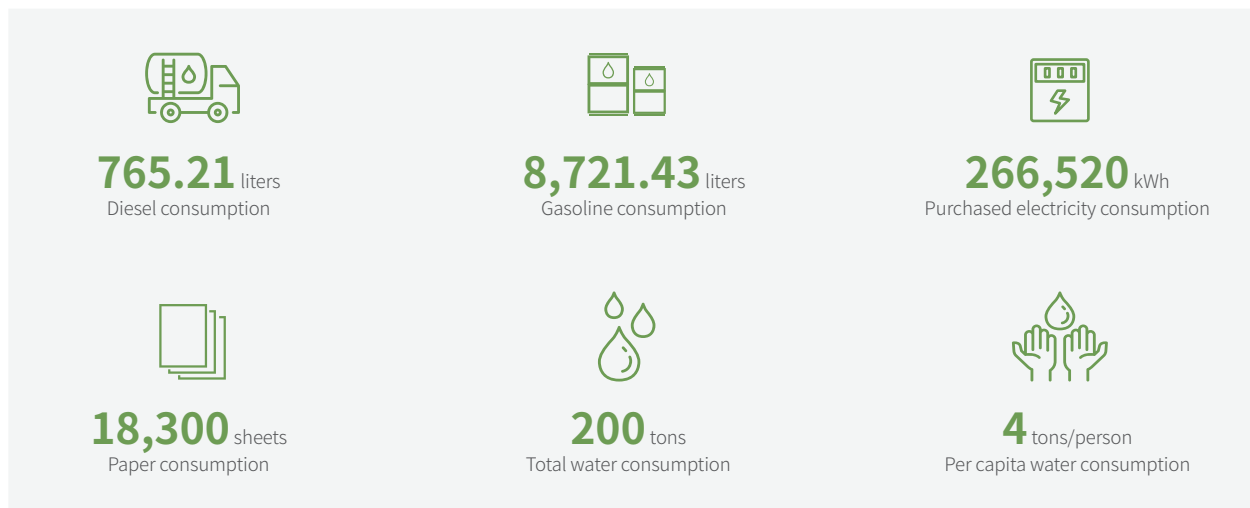 765.21 liters
Diesel consumption
8,721.43 liters
Gasoline consumption
266,520 kWh
Purchased electricity consumption
18,300 sheets
Paper consumption
200 tons
Total water consumption
4 tons/person
Per capita water consumption